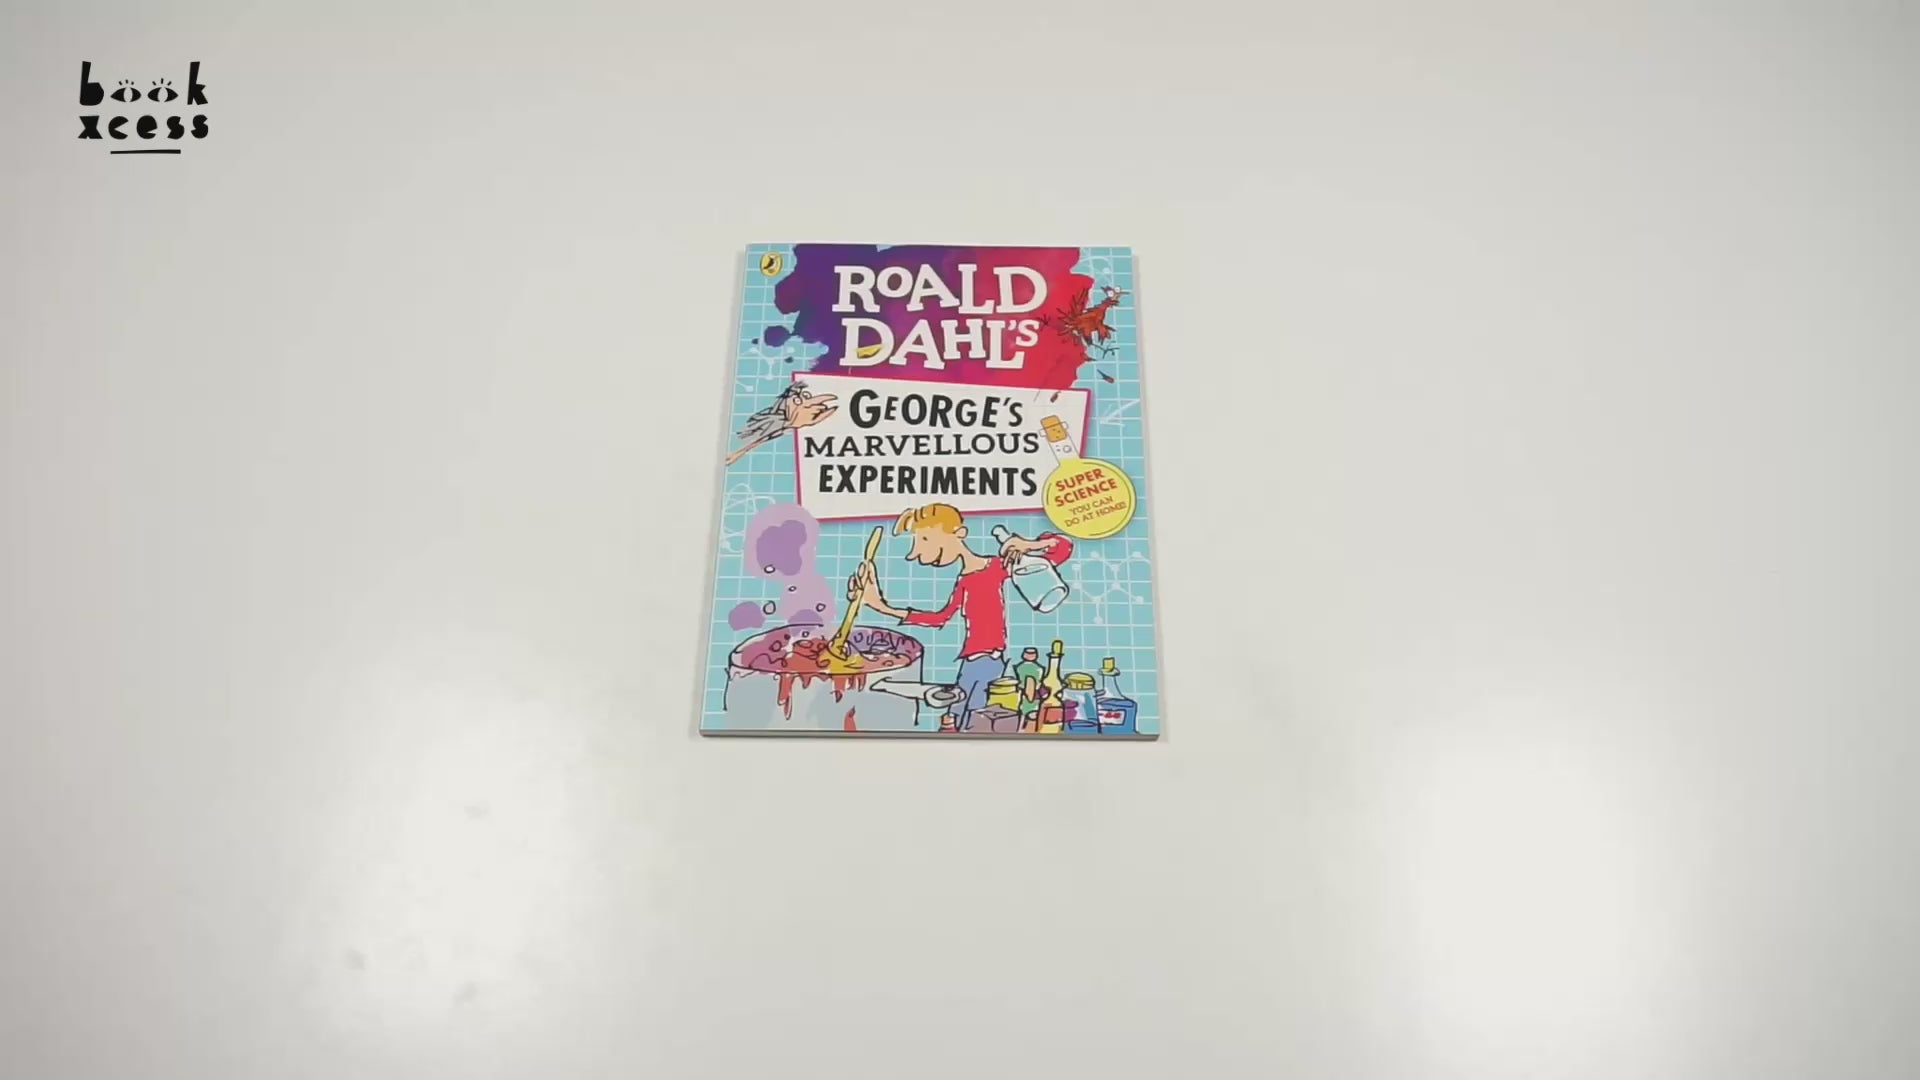 book
xcess
ROALD
DAHL'S
GEORGE'S
MARVELLOUS
EXPERIMENTS
SUPER
SCIENCE
YOU CAN
DO AT HOME!